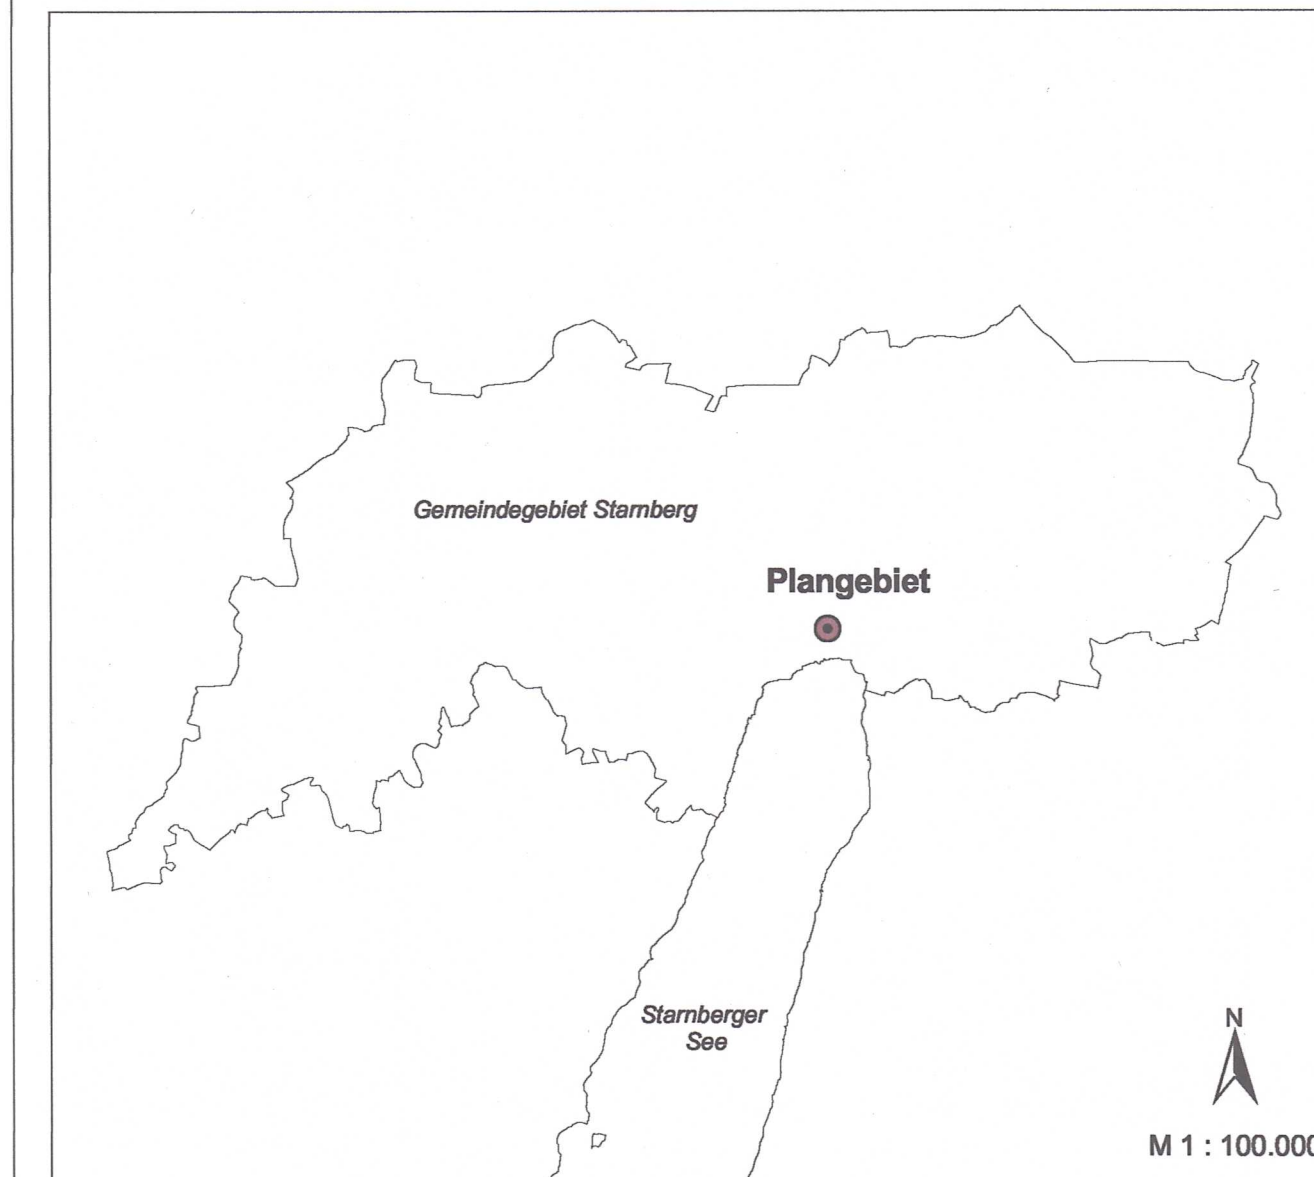 Gemeindegebiet Starnberg
Plangebiet
Starnberger
See
N
M 1 : 100.000